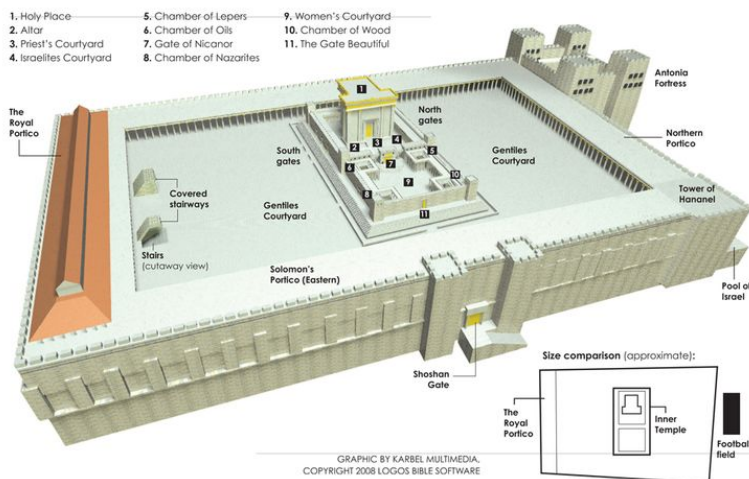 1. Holy Place
2. Altar
3. Priest's Courtyard
4. Israelites Courtyard
5. Chamber of Lepers
6. Chamber of Oils
7. Gate of Nicanor
8. Chamber of Nazarites
9. Women's Courtyard
10. Chamber of Wood
11. The Gate Beautiful
The
Royal
Portico
Antonia
Fortress
North
gates
Northern
Portico
South
gates
Gentiles
Courtyard
Tower of
Hananel
Covered
stairways
Gentiles
Courtyard
Stairs
(cutaway view)
Solomon's
Portico (Eastern)
Pool of
Israel
Shoshan
Gate
1
2
3
4
5
6
7
8
9
10
11
Size comparison (approximate):
The
Royal
Portico
Inner
Temple
Footbal
field
GRAPHIC BY KARBEL MULTIMEDIA,
COPYRIGHT 2008 LOGOS BIBLE SOFTWARE